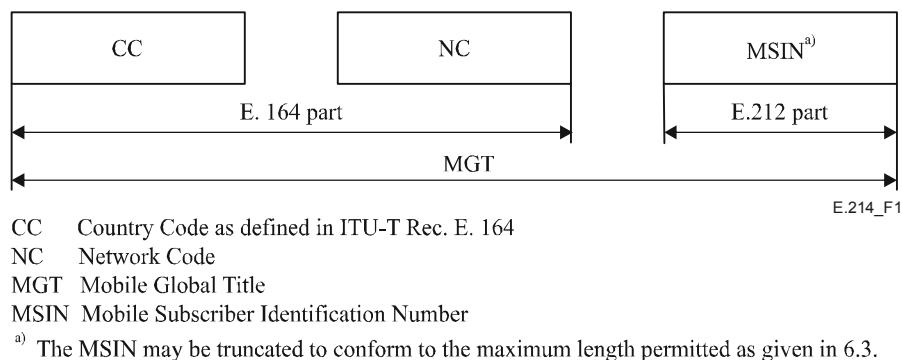 CC NC MSIN a)
E. 164 part E.212 part
MGT
E.214_F1
CC Country Code as defined in ITU-T Rec. E. 164
NC Network Code
MGT Mobile Global Title
MSIN Mobile Subscriber Identification Number
a) The MSIN may be truncated to conform to the maximum length permitted as given in 6.3.